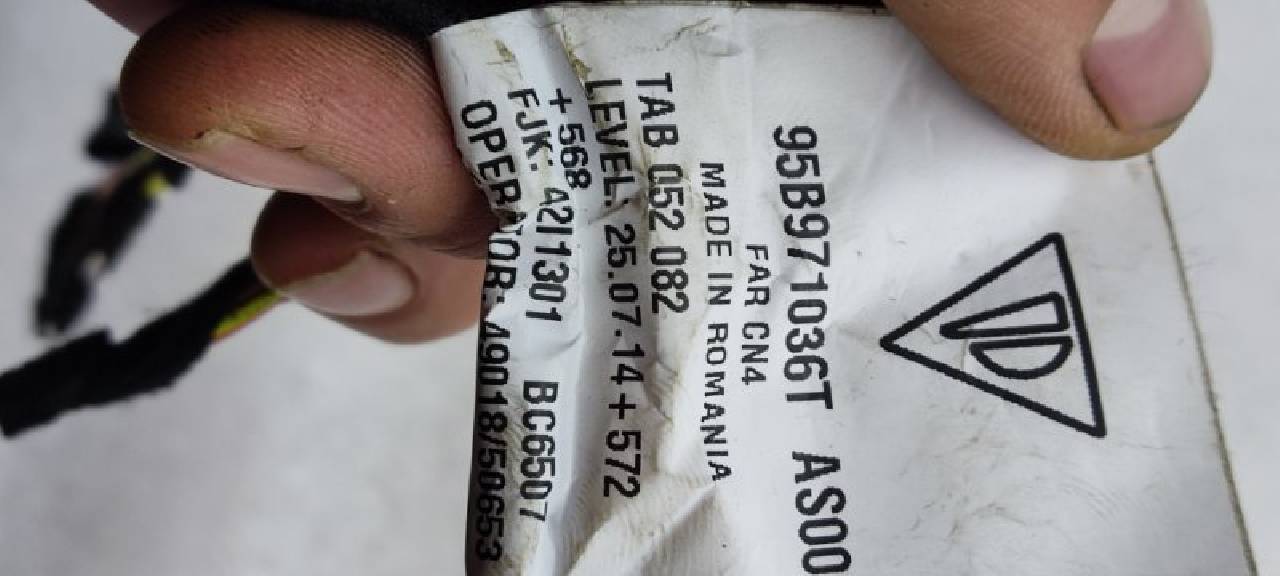 95B971036T AS00
FAR CN4
MADE IN ROMANIA
TAB 052 082
LEVEL: 25.07.14+572
+568
FJK: 42I1301 BC6507
OPERATOR: 49018/50653